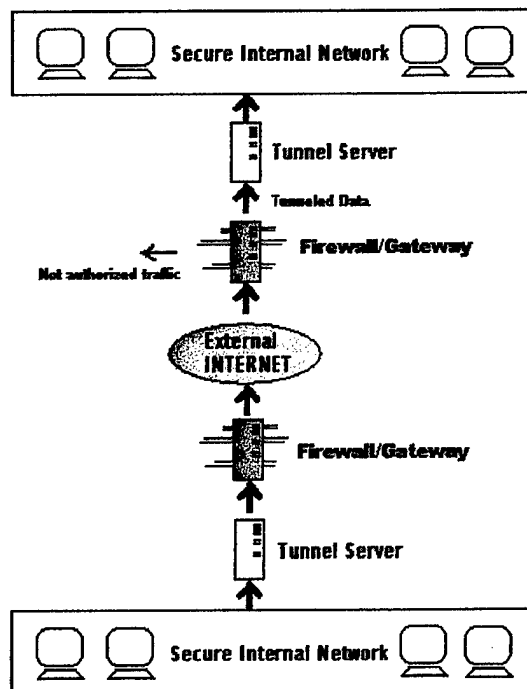 Secure Internal Network
Tunnel Server
Tunneled Data
Firewall/Gateway
Not authorized traffic
External
INTERNET
Firewall/Gateway
Tunnel Server
Secure Internal Network